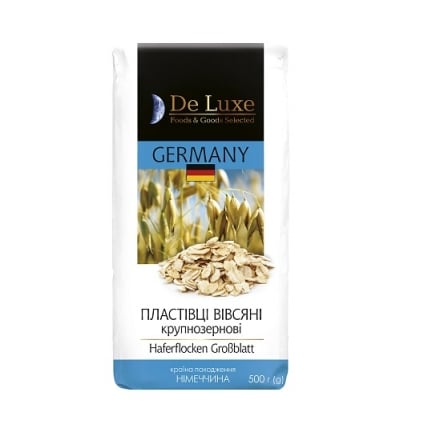 De Luxe
Foods & Goods Selected
GERMANY
ПЛАСТІВЦІ ВІВСЯНІ
крупнозернові
Haferflocken Großblatt
країна походження
НІМЕЧЧИНА
500 г (g)